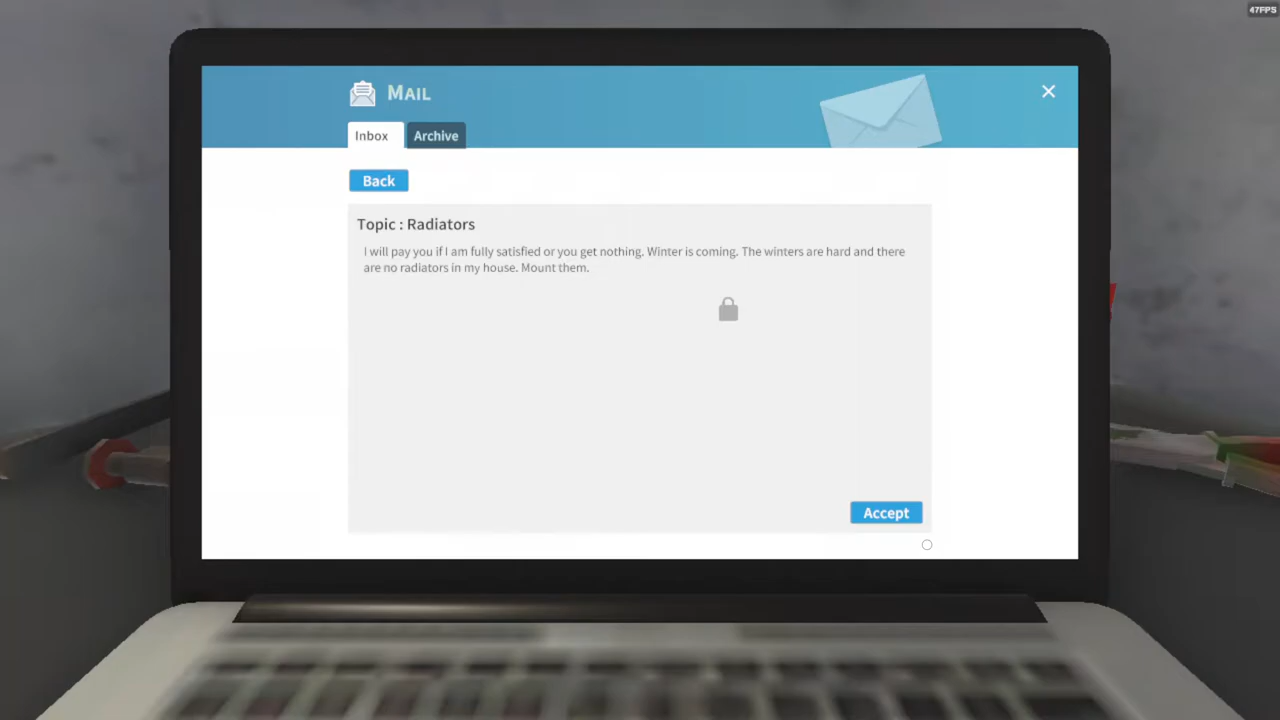 47FPS
MAIL
Inbox
Archive
Back
Topic : Radiators
I will pay you if I am fully satisfied or you get nothing. Winter is coming. The winters are hard and there
are no radiators in my house. Mount them.
Accept